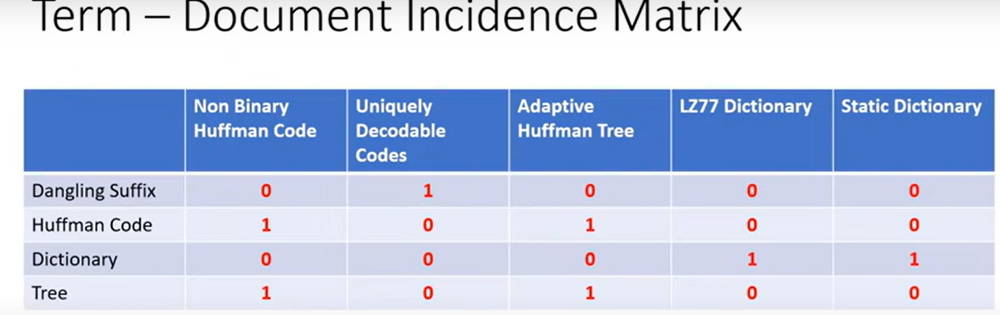 Term – Document Incidence Matrix
Non Binary Huffman Code Uniquely Decodable Codes Adaptive Huffman Tree LZ77 Dictionary Static Dictionary
Dangling Suffix 0 1 0 0 0
Huffman Code 1 0 1 0 0
Dictionary 0 0 0 1 1
Tree 1 0 1 0 0